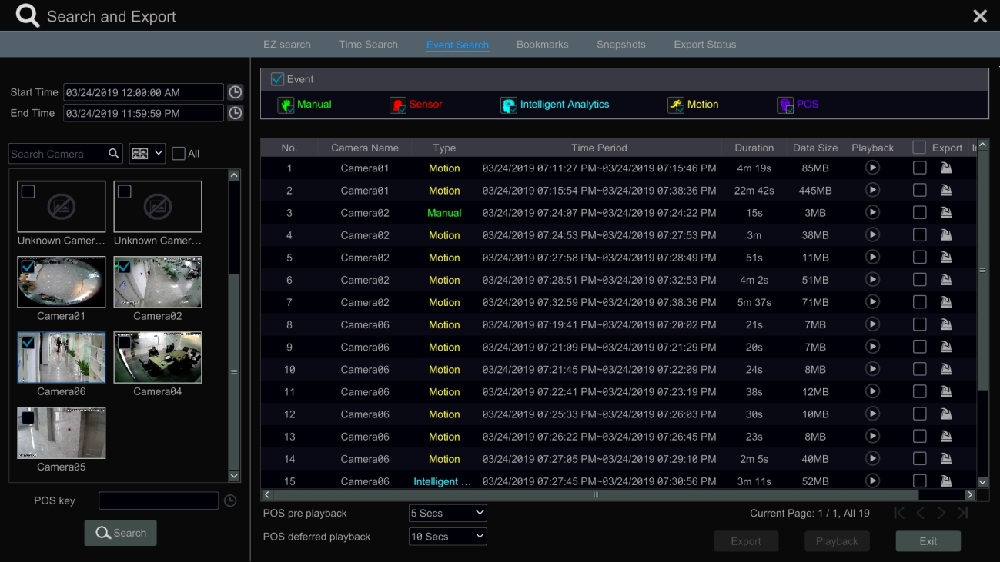 Search and Export
EZ search Time Search Event Search Bookmarks Snapshots Export Status
Start Time 03/24/2019 12:00:00 AM
End Time 03/24/2019 11:59:59 PM
Search Camera All
Unknown Camer... Unknown Camer...
Camera01 Camera02
Camera06 Camera04
Camera05
POS key
Search
Event
Manual Sensor Intelligent Analytics Motion POS
No. Camera Name Type Time Period Duration Data Size Playback Export
1 Camera01 Motion 03/24/2019 07:11:27 PM~03/24/2019 07:15:46 PM 4m 19s 85MB
2 Camera01 Motion 03/24/2019 07:15:54 PM~03/24/2019 07:38:36 PM 22m 42s 445MB
3 Camera02 Manual 03/24/2019 07:24:07 PM~03/24/2019 07:24:22 PM 15s 3MB
4 Camera02 Motion 03/24/2019 07:24:53 PM~03/24/2019 07:27:53 PM 3m 38MB
5 Camera02 Motion 03/24/2019 07:27:58 PM~03/24/2019 07:28:49 PM 51s 11MB
6 Camera02 Motion 03/24/2019 07:28:51 PM~03/24/2019 07:32:53 PM 4m 2s 51MB
7 Camera02 Motion 03/24/2019 07:32:59 PM~03/24/2019 07:38:36 PM 5m 37s 71MB
8 Camera06 Motion 03/24/2019 07:19:41 PM~03/24/2019 07:20:02 PM 21s 7MB
9 Camera06 Motion 03/24/2019 07:21:09 PM~03/24/2019 07:21:29 PM 20s 7MB
10 Camera06 Motion 03/24/2019 07:21:45 PM~03/24/2019 07:22:09 PM 24s 8MB
11 Camera06 Motion 03/24/2019 07:22:41 PM~03/24/2019 07:23:19 PM 38s 12MB
12 Camera06 Motion 03/24/2019 07:25:33 PM~03/24/2019 07:26:03 PM 30s 10MB
13 Camera06 Motion 03/24/2019 07:26:22 PM~03/24/2019 07:26:45 PM 23s 8MB
14 Camera06 Motion 03/24/2019 07:27:05 PM~03/24/2019 07:29:10 PM 2m 5s 40MB
15 Camera06 Intelligent ... 03/24/2019 07:27:45 PM~03/24/2019 07:30:56 PM 3m 11s 52MB
POS pre playback 5 Secs Current Page: 1 / 1, All 19
POS deferred playback 10 Secs Export Playback Exit